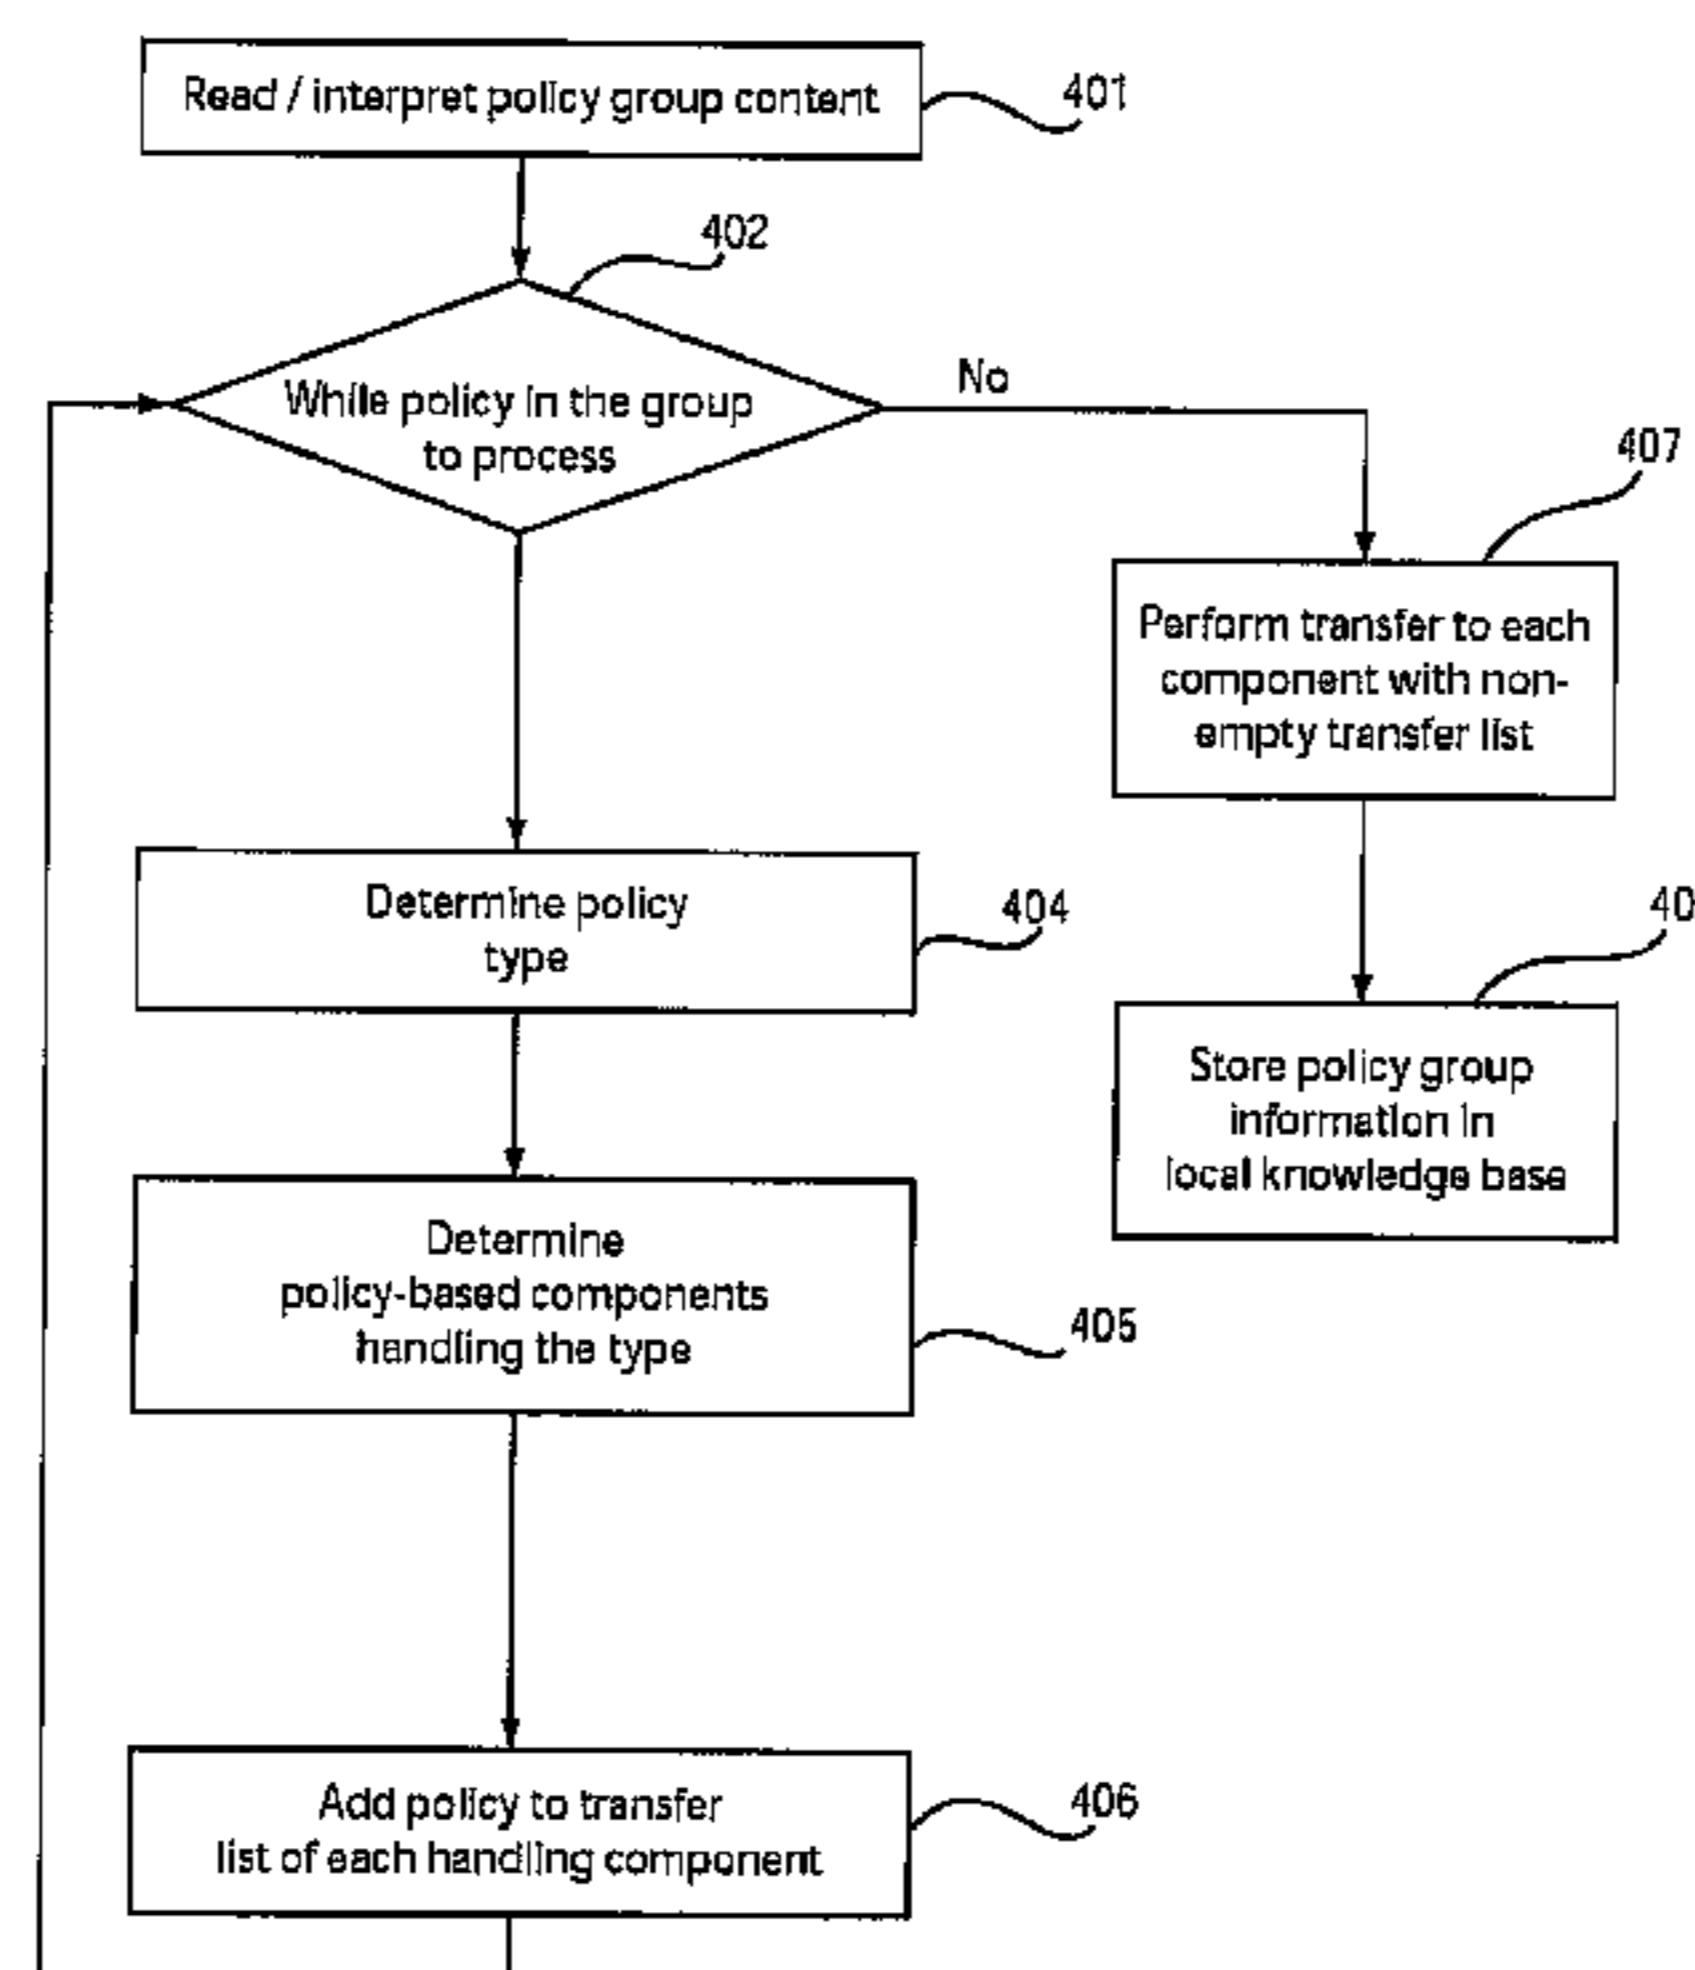 Read / interpret policy group content
401
402
While policy in the group
to process
No
407
Perform transfer to each
component with non-
empty transfer list
Determine policy
type
404
40
Store policy group
information in
local knowledge base
Determine
policy-based components
handling the type
405
Add policy to transfer
list of each handling component
406